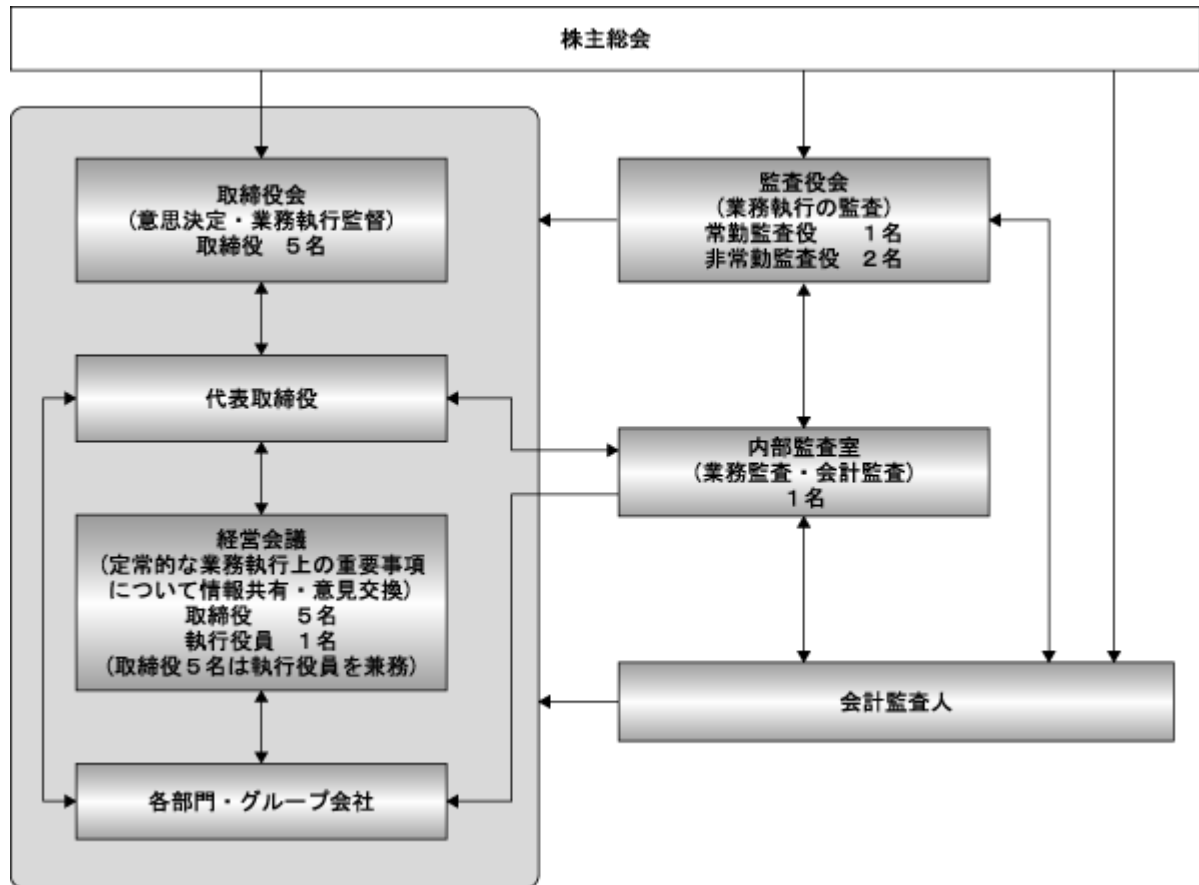 株主総会
取締役会
(意思決定・業務執行監督)
取締役　５名
監査役会
(業務執行の監査)
常勤監査役　　１名
非常勤監査役　２名
代表取締役
内部監査室
(業務監査・会計監査)
１名
経営会議
(定常的な業務執行上の重要事項
について情報共有・意見交換)
取締役　　５名
執行役員　１名
(取締役５名は執行役員を兼務)
会計監査人
各部門・グループ会社